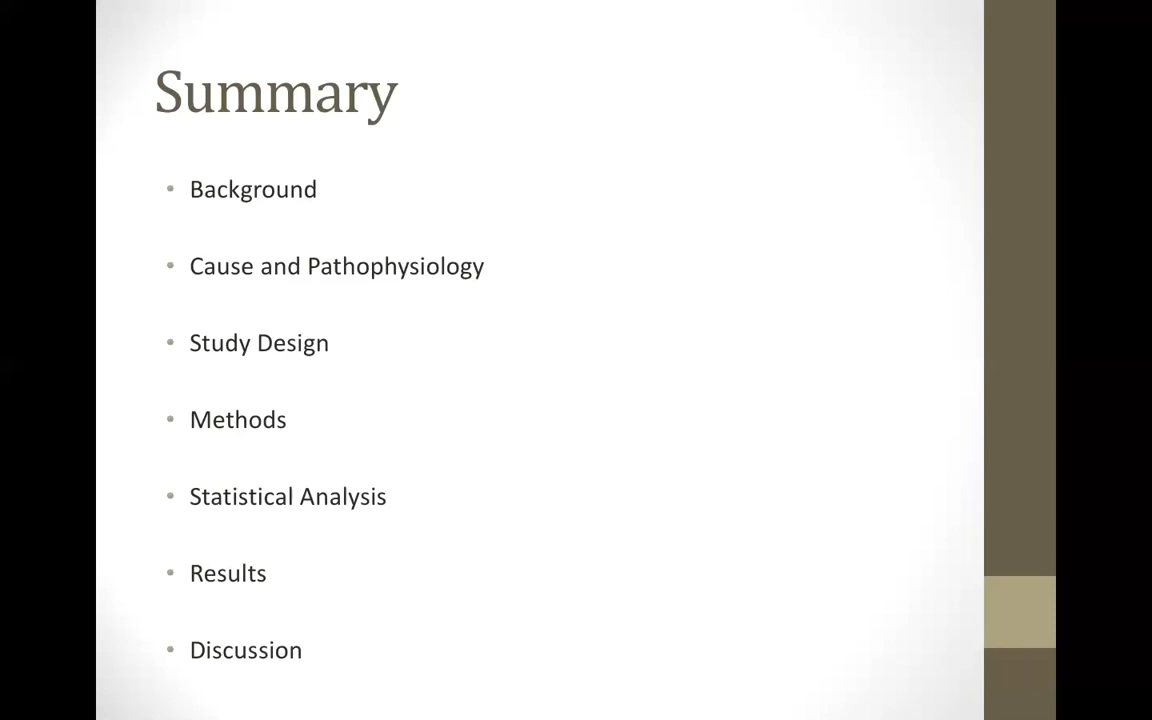 Summary
• Background
• Cause and Pathophysiology
• Study Design
• Methods
• Statistical Analysis
• Results
• Discussion